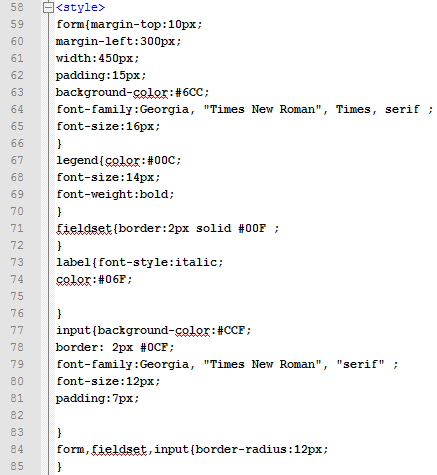 58 <style>
59 form{margin-top:10px;
60 margin-left:300px;
61 width:450px;
62 padding:15px;
63 background-color:#6CC;
64 font-family:Georgia, "Times New Roman", Times, serif ;
65 font-size:16px;
66 }
67 legend{color:#00C;
68 font-size:14px;
69 font-weight:bold;
70 }
71 fieldset{border:2px solid #00F ;
72 }
73 label{font-style:italic;
74 color:#06F;
75
76 }
77 input{background-color:#CCF;
78 border: 2px #0CF;
79 font-family:Georgia, "Times New Roman", "serif" ;
80 font-size:12px;
81 padding:7px;
82
83 }
84 form,fieldset,input{border-radius:12px;
85 }